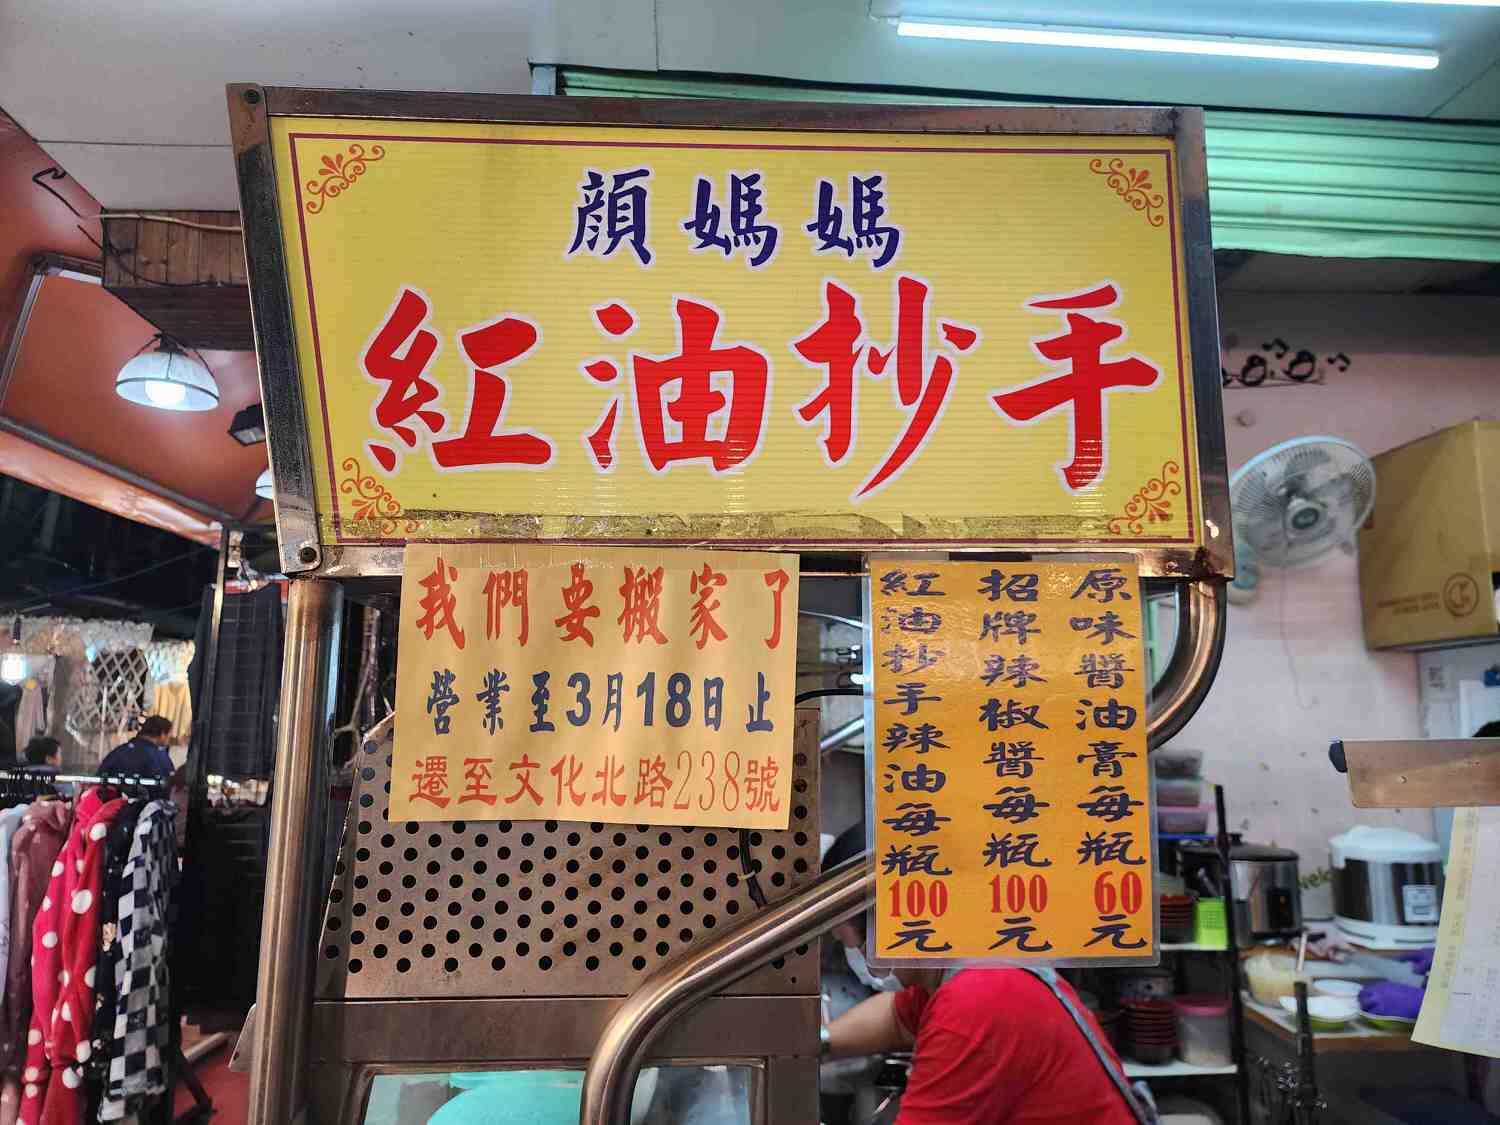 顏媽媽
紅油抄手
我們要搬家了
營業至3月18日止
遷至文化北路238號
原味醬油膏每瓶60元
招牌辣椒醬每瓶100元
紅油抄手辣油每瓶100元